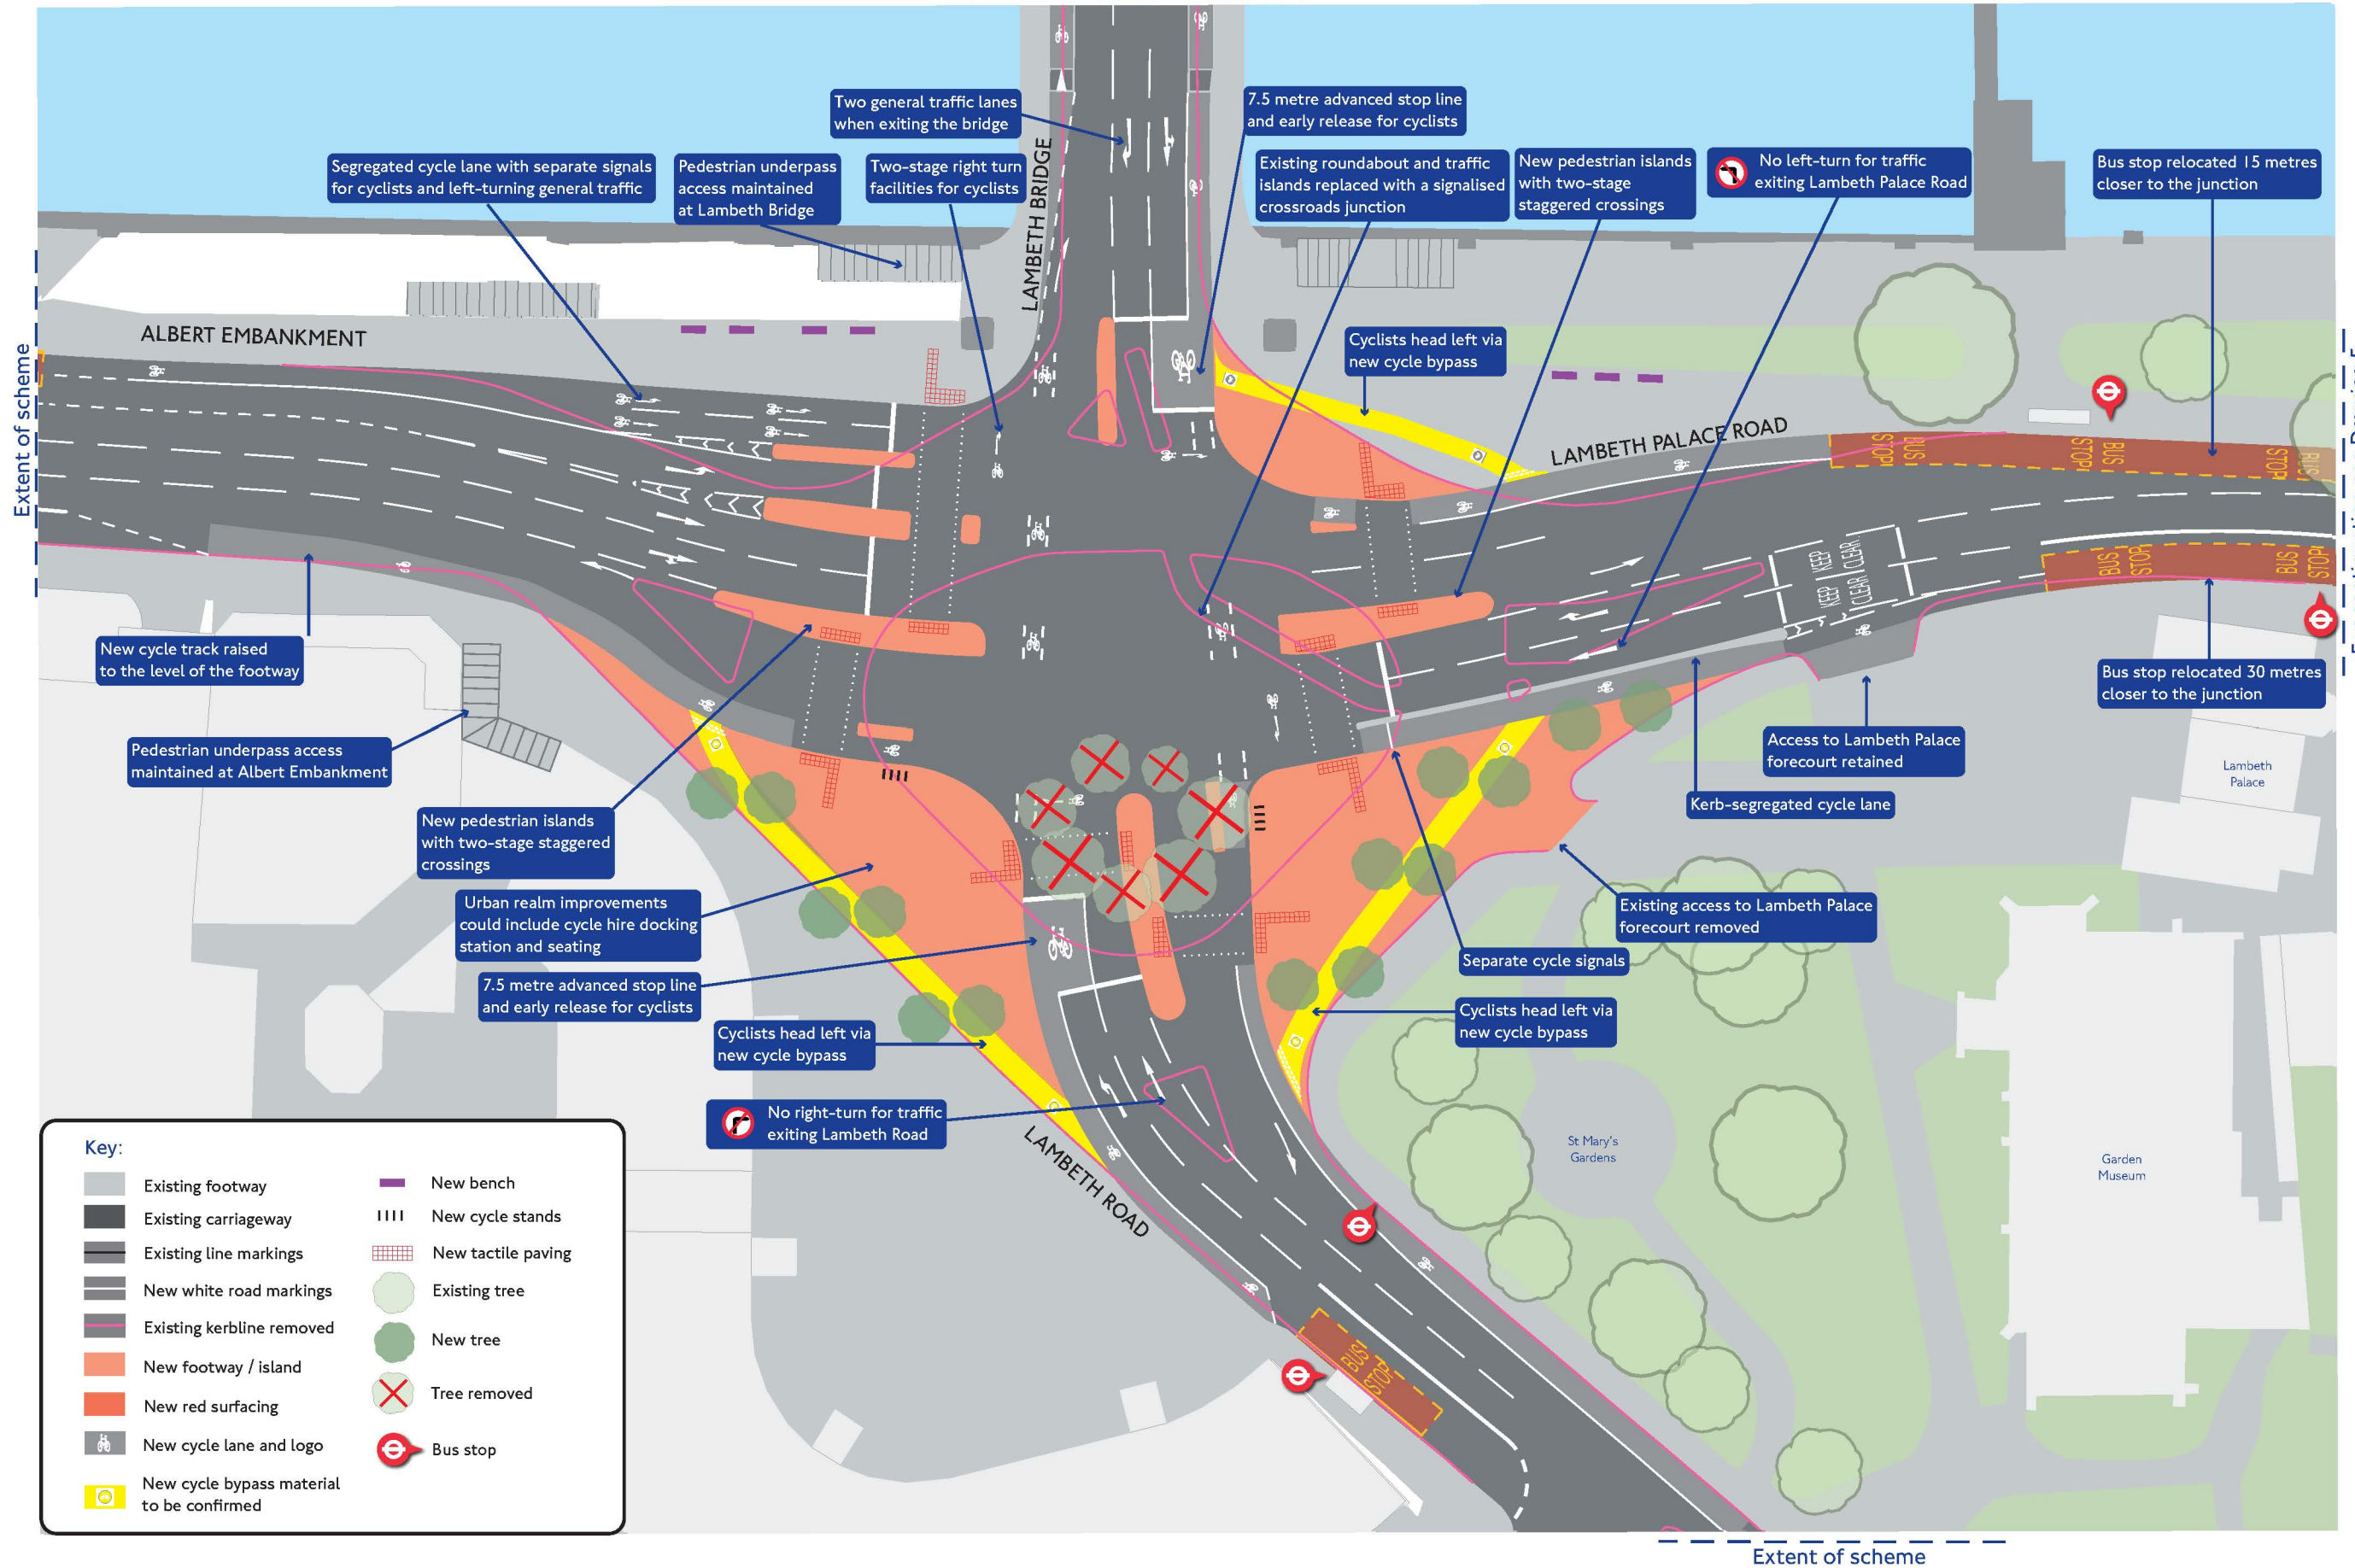 Two general traffic lanes
when exiting the bridge
7.5 metre advanced stop line
and early release for cyclists
Segregated cycle lane with separate signals
for cyclists and left-turning general traffic
Pedestrian underpass
access maintained
at Lambeth Bridge
Two-stage right turn
facilities for cyclists
LAMBETH BRIDGE
Existing roundabout and traffic
islands replaced with a signalised
crossroads junction
New pedestrian islands
with two-stage
staggered crossings
No left-turn for traffic
exiting Lambeth Palace Road
Bus stop relocated 15 metres
closer to the junction
ALBERT EMBANKMENT
Extent of scheme
Cyclists head left via
new cycle bypass
LAMBETH PALACE ROAD
BUS
STOP
BUS
STOP
BUS
STOP
KEEP
CLEAR
KEEP
CLEAR
BUS
STOP
BUS
STOP
New cycle track raised
to the level of the footway
Bus stop relocated 30 metres
closer to the junction
Pedestrian underpass access
maintained at Albert Embankment
Access to Lambeth Palace
forecourt retained
Lambeth
Palace
Kerb-segregated cycle lane
New pedestrian islands
with two-stage staggered
crossings
Urban realm improvements
could include cycle hire docking
station and seating
Existing access to Lambeth Palace
forecourt removed
Separate cycle signals
7.5 metre advanced stop line
and early release for cyclists
Cyclists head left via
new cycle bypass
Cyclists head left via
new cycle bypass
No right-turn for traffic
exiting Lambeth Road
LAMBETH ROAD
St Mary's
Gardens
Garden
Museum
BUS
STOP
Key:
Existing footway
Existing carriageway
Existing line markings
New white road markings
Existing kerbline removed
New footway / island
New red surfacing
New cycle lane and logo
New cycle bypass material
to be confirmed
New bench
New cycle stands
New tactile paving
Existing tree
New tree
Tree removed
Bus stop
Extent of scheme